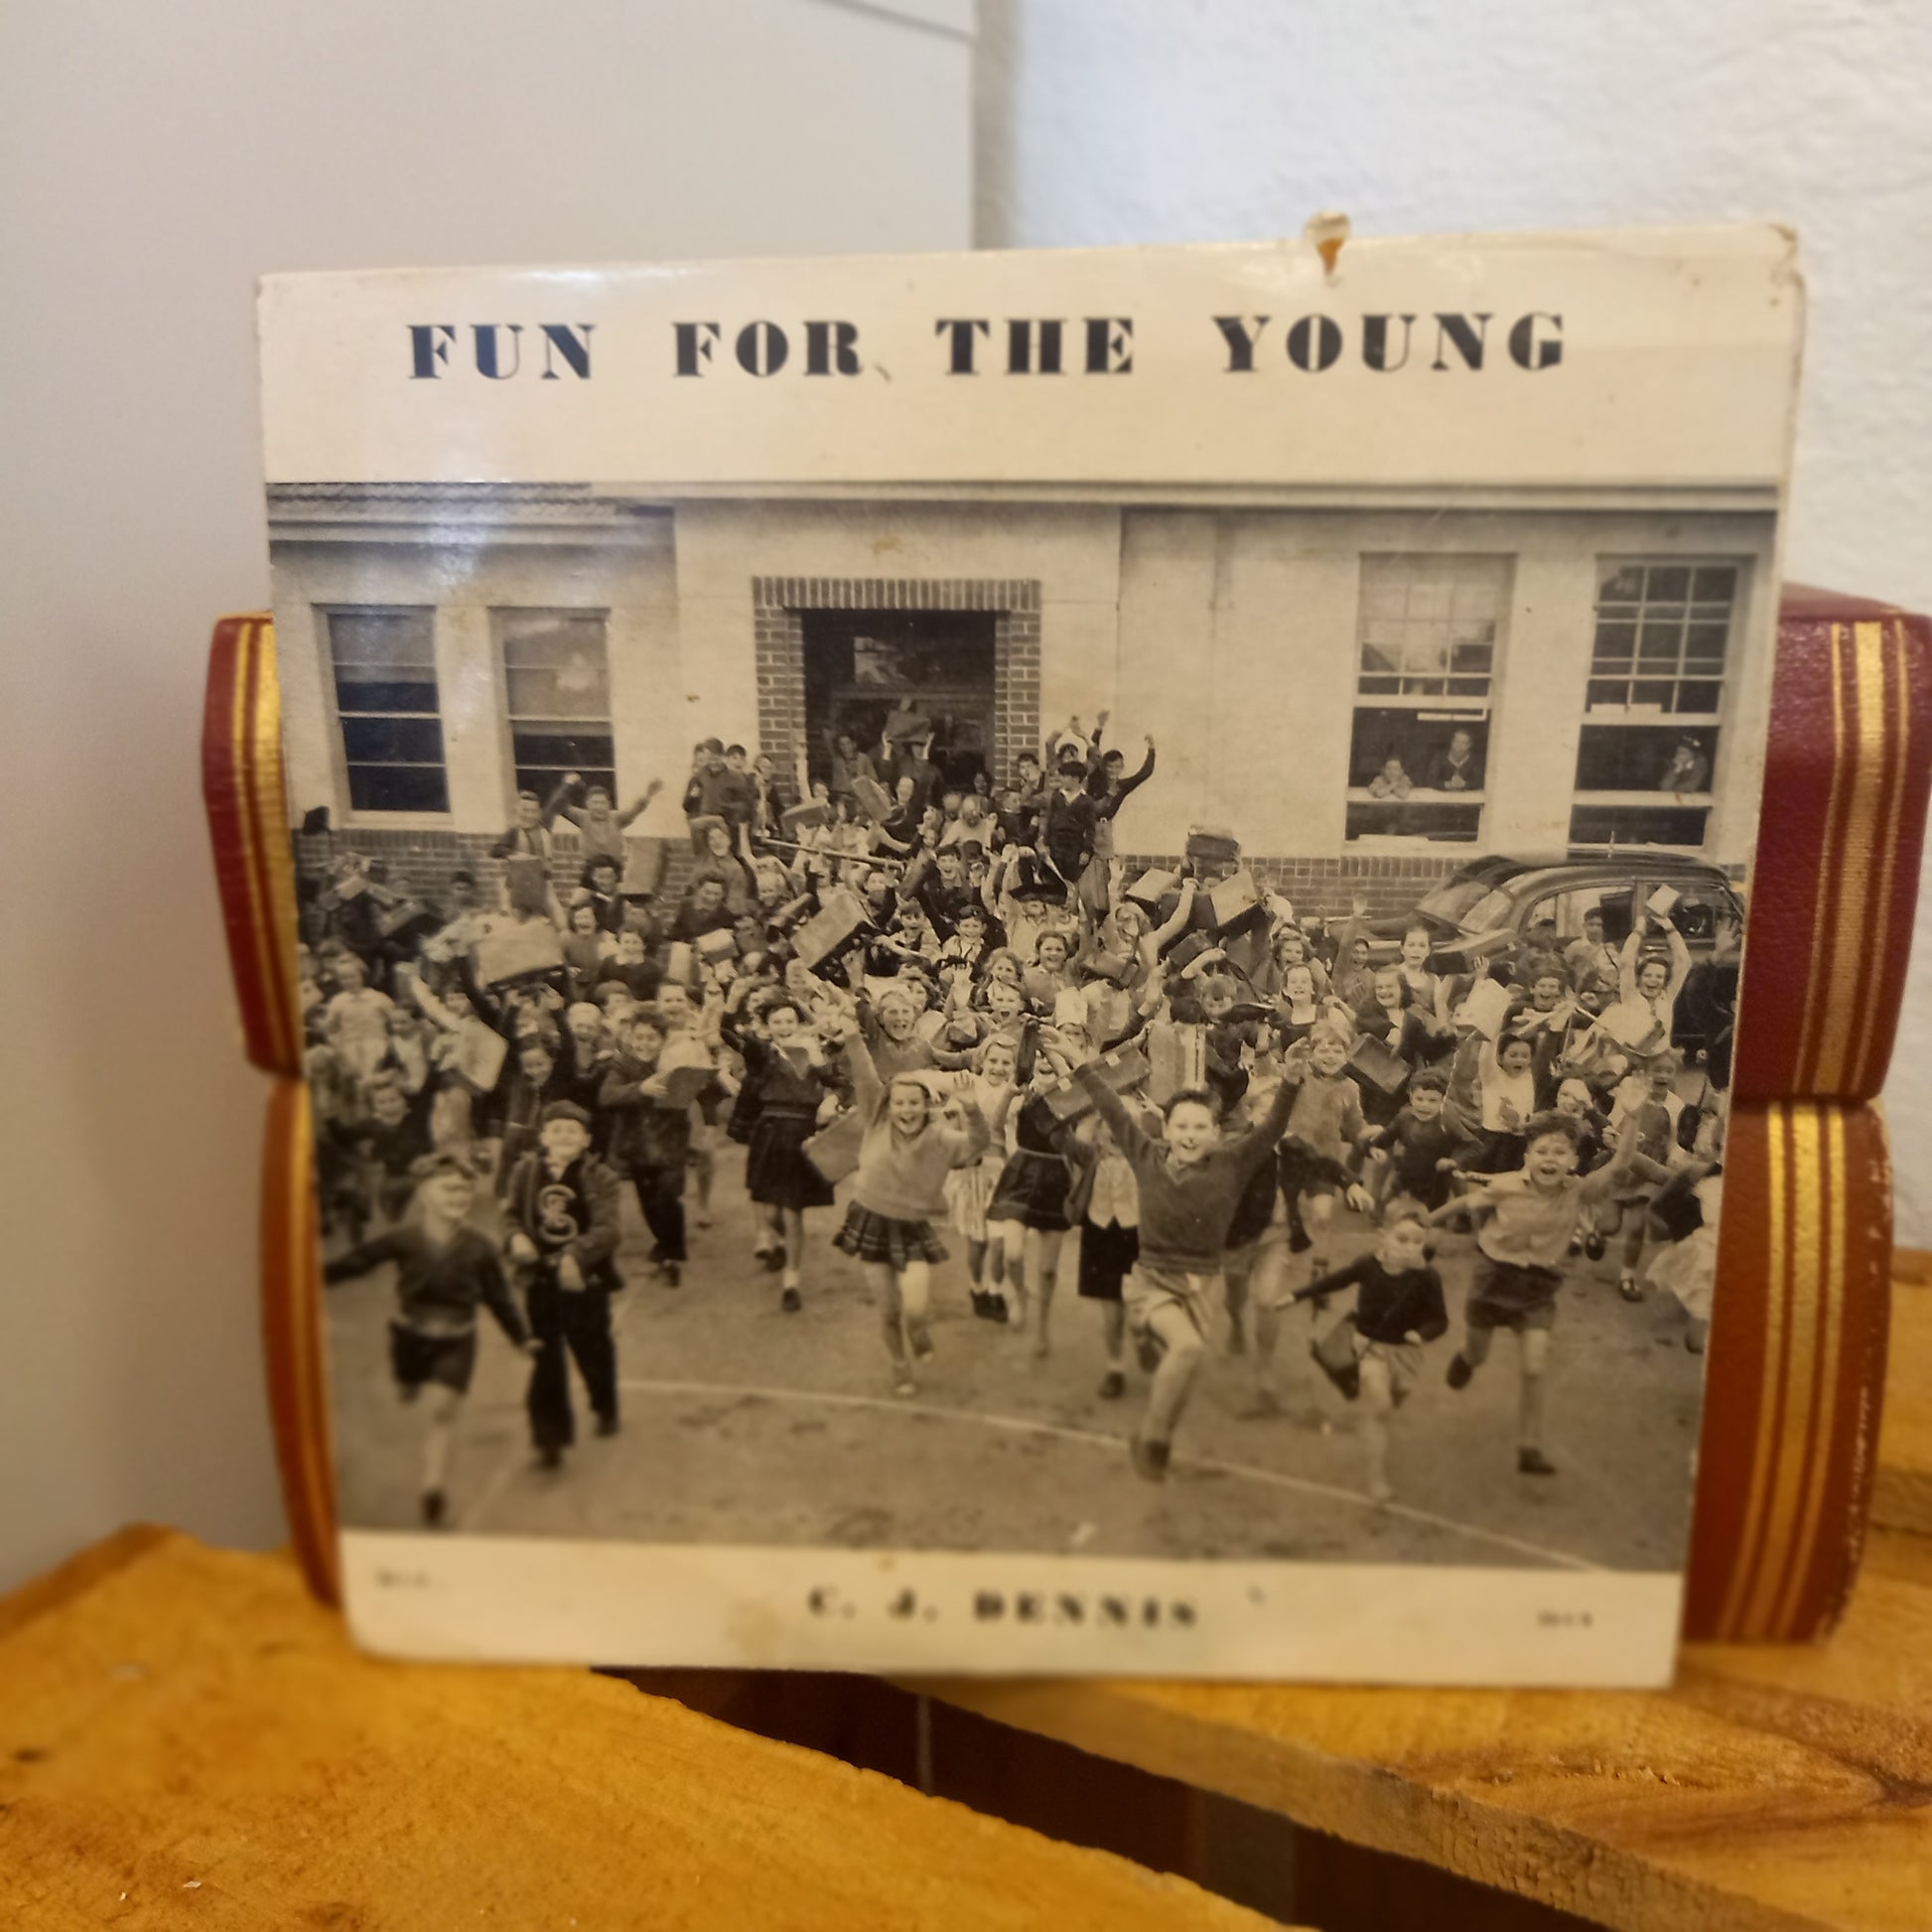 FUN FOR THE YOUNG
C. J. DENNIS